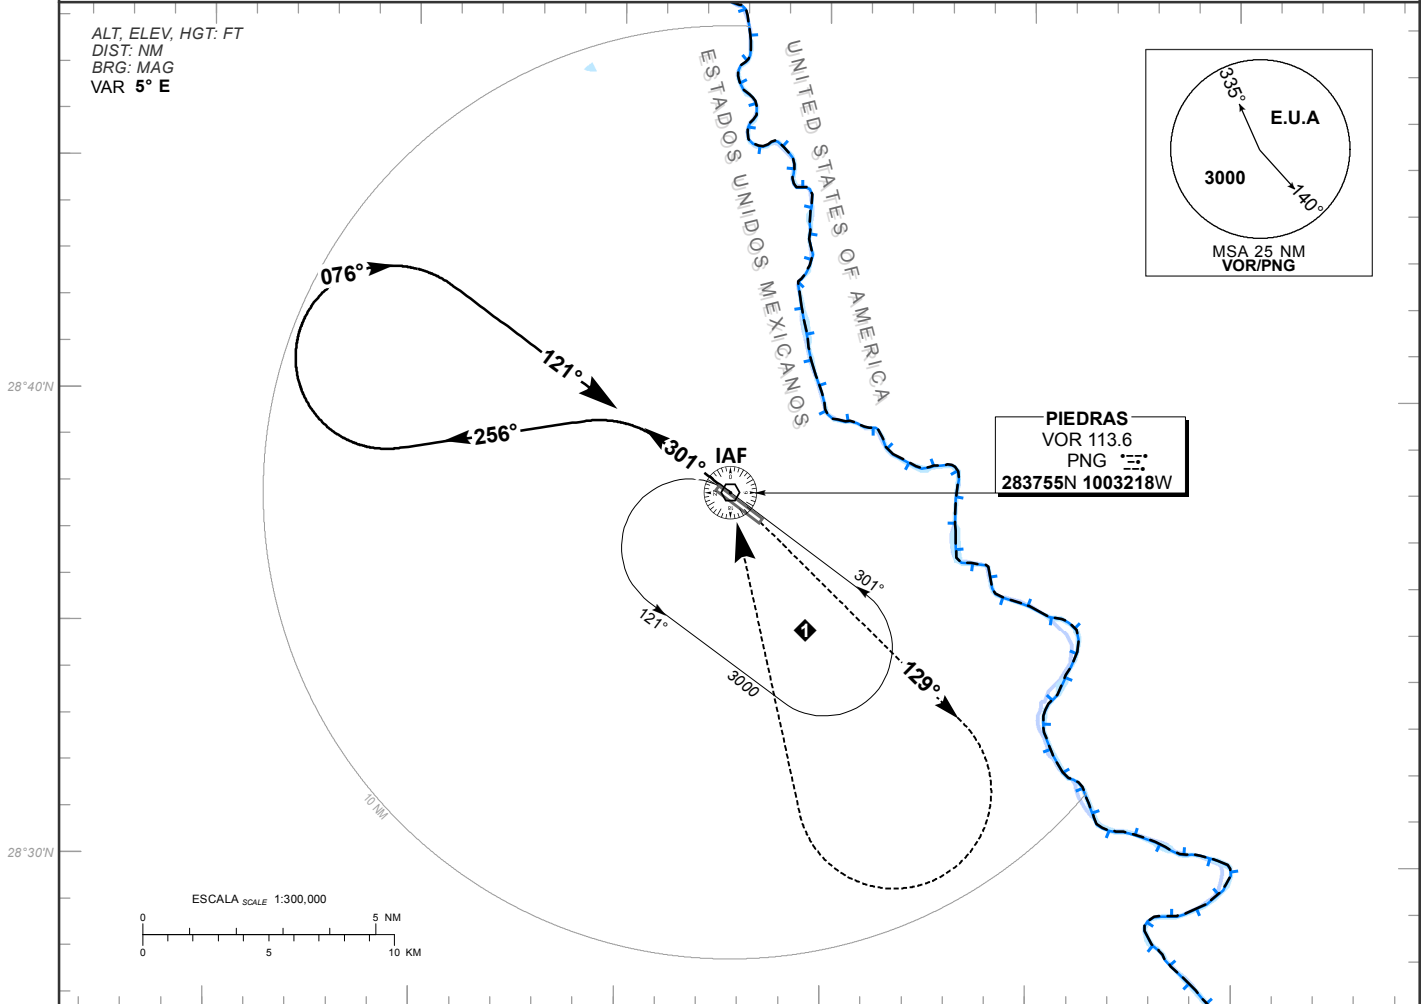 ALT, ELEV, HGT: FT
DIST: NM
BRG: MAG
VAR 5° E
ESTADOS UNIDOS MEXICANOS
UNITED STATES OF AMERICA
335°
E.U.A
3000
140°
MSA 25 NM
VOR/PNG
076°
121°
256°
301°
IAF
28°40'N
PIEDRAS
VOR 113.6
PNG
283755N 1003218W
301°
121°
1
3000
129°
10 NM
28°30'N
ESCALA SCALE 1:300,000
0 5 NM
0 5 10 KM